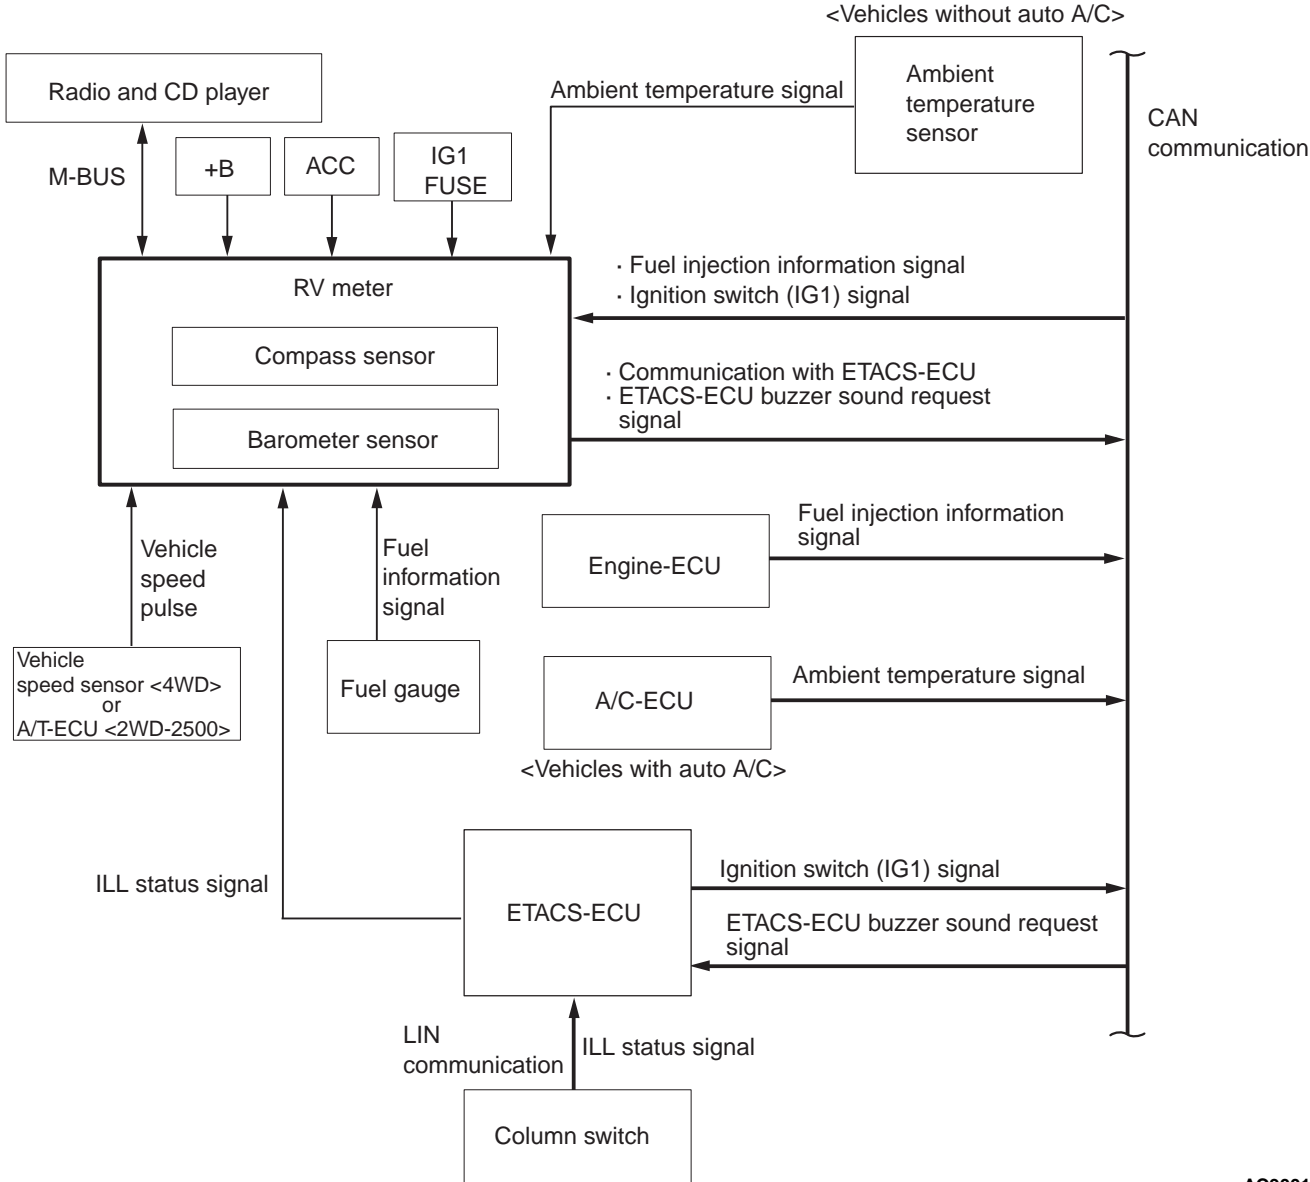 <Vehicles without auto A/C>
Radio and CD player
M-BUS
+B
ACC
IG1
FUSE
Ambient temperature signal
Ambient
temperature
sensor
CAN
communication
RV meter
Compass sensor
Barometer sensor
· Fuel injection information signal
· Ignition switch (IG1) signal
· Communication with ETACS-ECU
· ETACS-ECU buzzer sound request
signal
Vehicle
speed
pulse
Fuel
information
signal
Engine-ECU
Fuel injection information
signal
Vehicle
speed sensor <4WD>
or
A/T-ECU <2WD-2500>
Fuel gauge
A/C-ECU
Ambient temperature signal
<Vehicles with auto A/C>
ILL status signal
ETACS-ECU
Ignition switch (IG1) signal
ETACS-ECU buzzer sound request
signal
LIN
communication
ILL status signal
Column switch